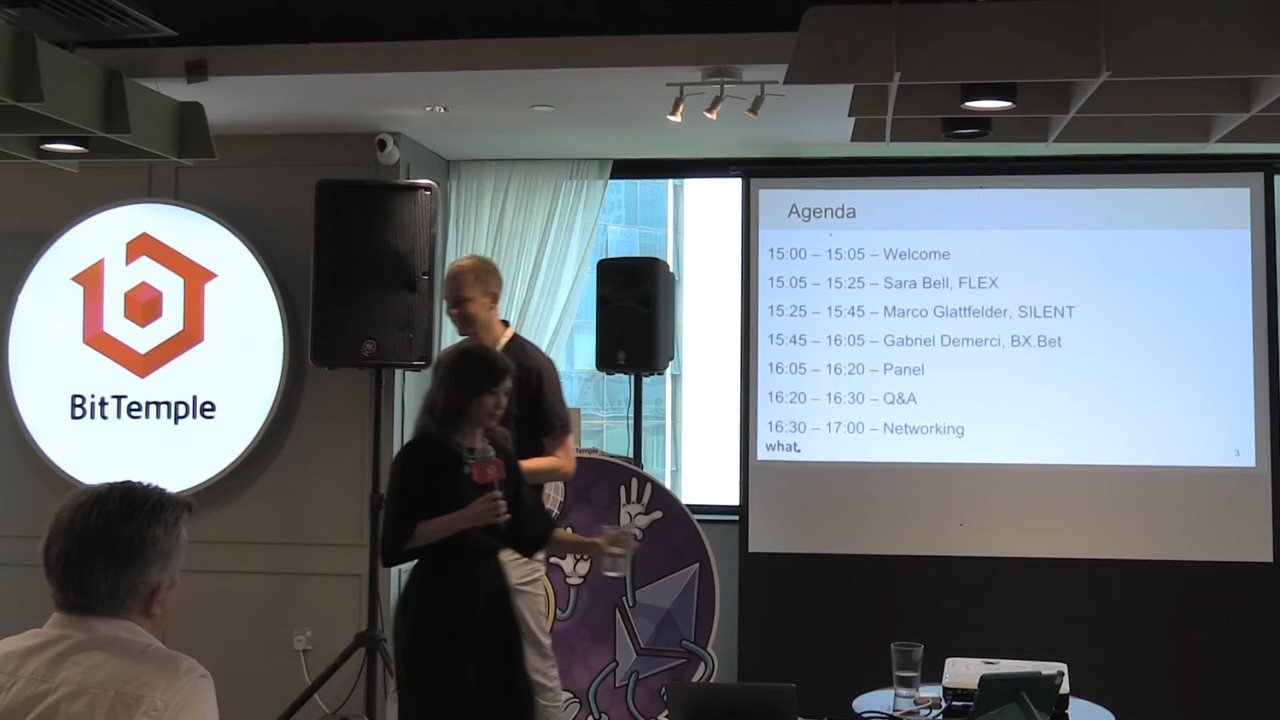 BitTemple
Temple
Agenda
15:00 – 15:05 – Welcome
15:05 – 15:25 – Sara Bell, FLEX
15:25 – 15:45 – Marco Glattfelder, SILENT
15:45 – 16:05 – Gabriel Demerci, BX.Bet
16:05 – 16:20 – Panel
16:20 – 16:30 – Q&A
16:30 – 17:00 – Networking
what.
3